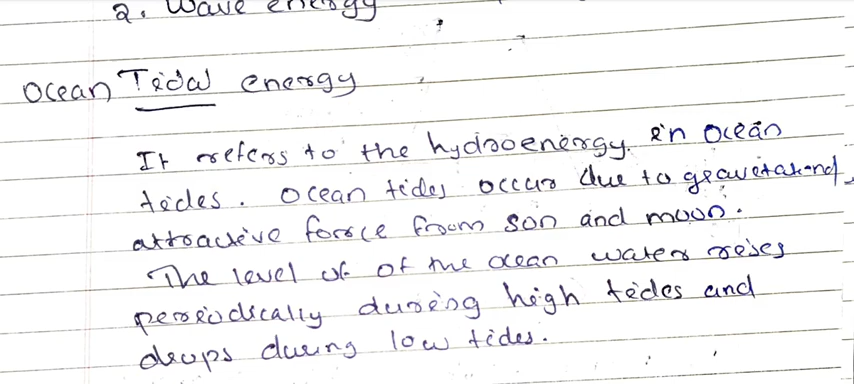 2. Wave energy
Ocean Tidal energy
It refers to the hydroenergy in ocean
tides. Ocean tides occur due to gravetational
attractive force from son and moon.
The level of of the ocean water rises
periodically during high tides and
drops during low tides.